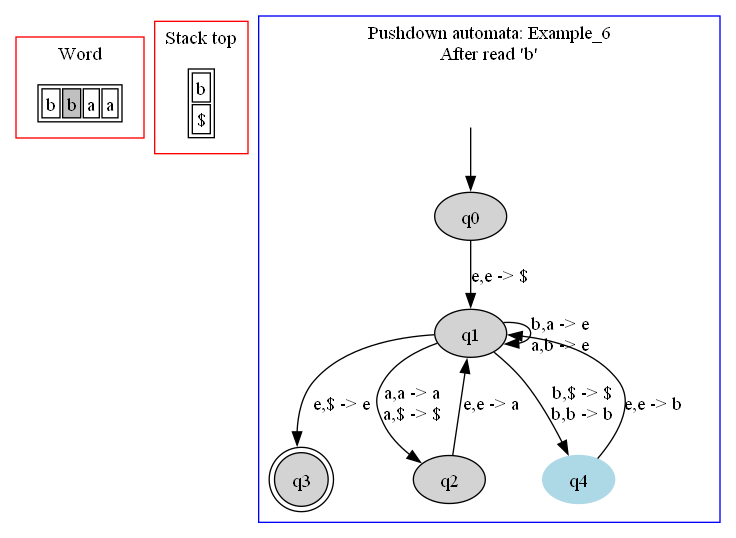 Word
b b a a
Stack top
b
$
Pushdown automata: Example_6
After read 'b'
q0
e,e -> $
q1
b,a -> e
a,b -> e
e,$ -> e
a,a -> a
a,$ -> $
e,e -> a
b,$ -> $
b,b -> b
e,e -> b
q3
q2
q4